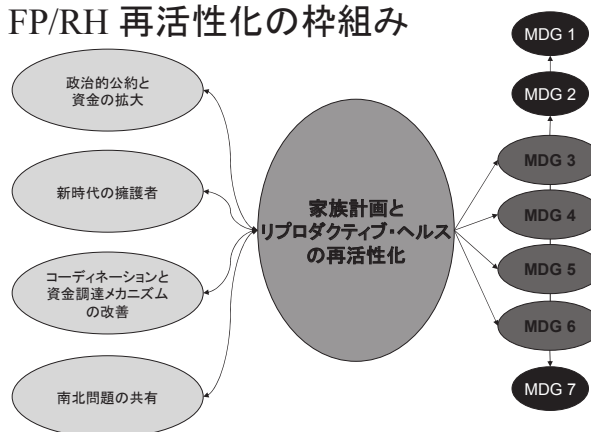 FP/RH 再活性化の枠組み
政治的公約と
資金の拡大
新時代の擁護者
コーディネーションと
資金調達メカニズム
の改善
南北問題の共有
家族計画と
リプロダクティブ・ヘルス
の再活性化
MDG 1
MDG 2
MDG 3
MDG 4
MDG 5
MDG 6
MDG 7